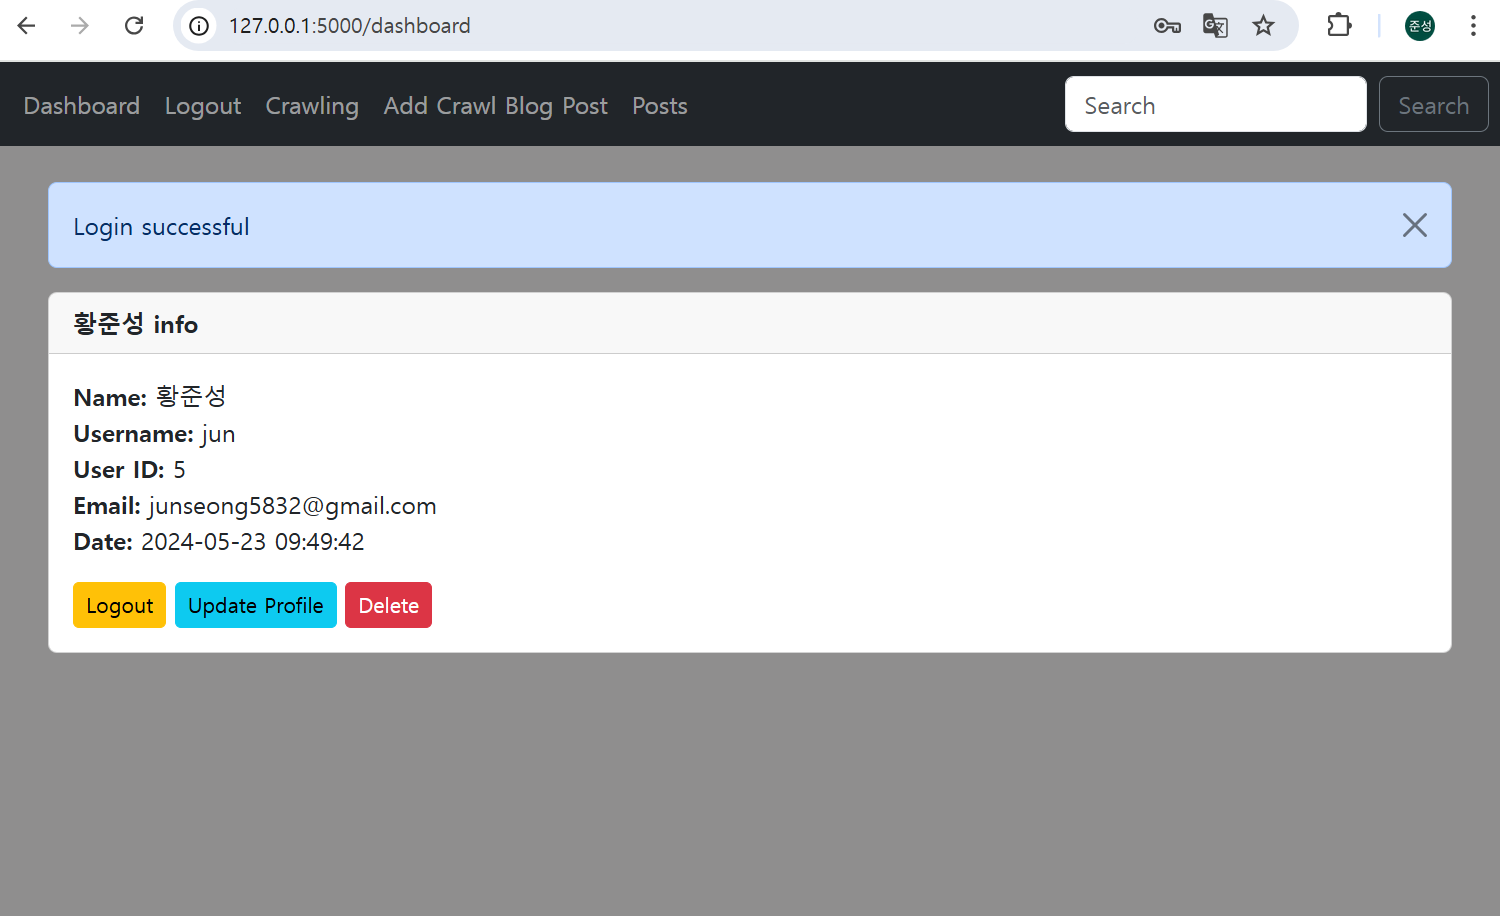 127.0.0.1:5000/dashboard
준성
Dashboard Logout Crawling Add Crawl Blog Post Posts Search Search
Login successful
황준성 info
Name: 황준성
Username: jun
User ID: 5
Email: junseong5832@gmail.com
Date: 2024-05-23 09:49:42
Logout Update Profile Delete